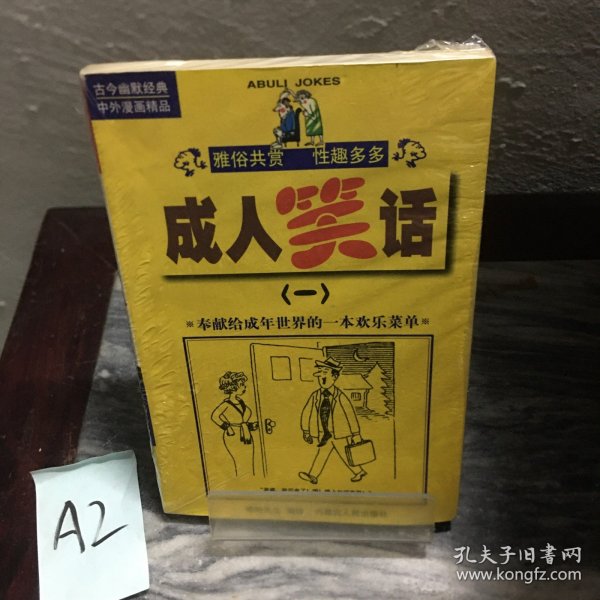 古今幽默经典
中外漫画精品
ABULI JOKES
雅俗共赏 性趣多多
成人笑话
〈一〉
※奉献给成年世界的一本欢乐菜单※
A2
孔夫子旧书网
www.kongfz.com